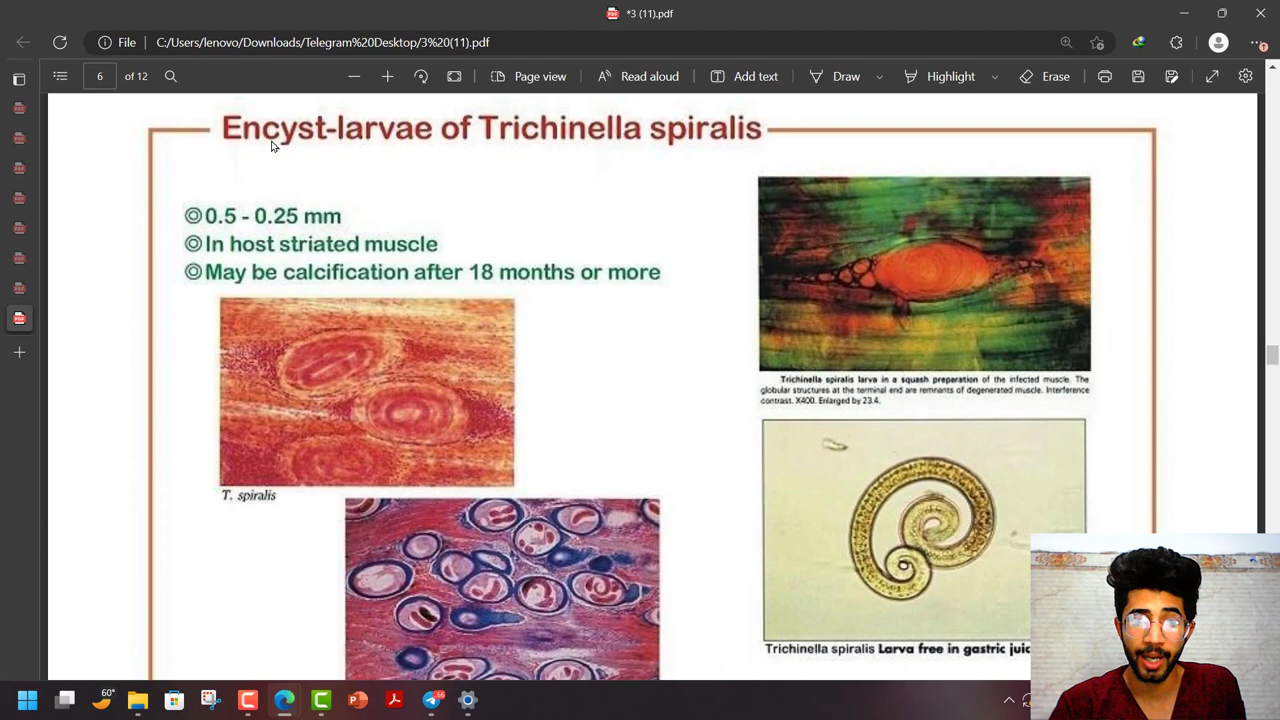 *3 (11).pdf
File
C:/Users/lenovo/Downloads/Telegram%20Desktop/3%20(11).pdf
6 of 12
Page view
Read aloud
Add text
Draw
Highlight
Erase
Encyst-larvae of Trichinella spiralis
0.5 - 0.25 mm
In host striated muscle
May be calcification after 18 months or more
T. spiralis
Trichinella spiralis larva in a squash preparation of the infected muscle. The
globular structures at the terminal end are remnants of degenerated muscle. Interference
contrast. X400. Enlarged by 23.4.
Trichinella spiralis Larva free in gastric juic
60°
66